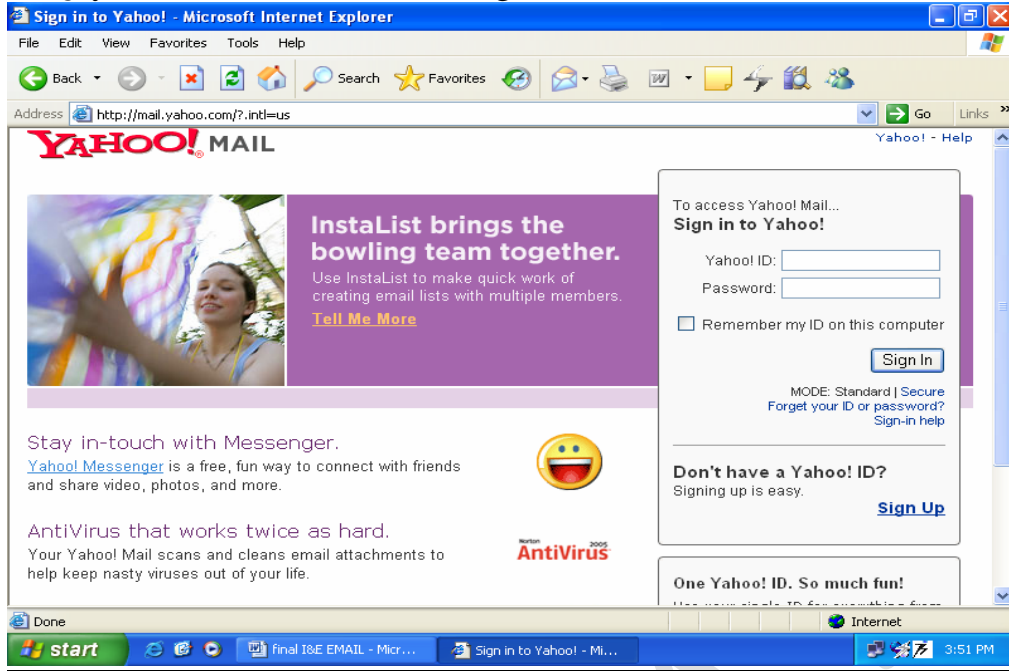 Sign in to Yahoo! - Microsoft Internet Explorer
File Edit View Favorites Tools Help
Back Search Favorites
Address http://mail.yahoo.com/?.intl=us Go Links »
YAHOO!® MAIL
Yahoo! - Help
InstaList brings the
bowling team together.
Use InstaList to make quick work of
creating email lists with multiple members.
Tell Me More
To access Yahoo! Mail...
Sign in to Yahoo!
Yahoo! ID:
Password:
Remember my ID on this computer
Sign In
MODE: Standard | Secure
Forget your ID or password?
Sign-in help
Don't have a Yahoo! ID?
Signing up is easy.
Sign Up
Stay in-touch with Messenger.
Yahoo! Messenger is a free, fun way to connect with friends
and share video, photos, and more.
AntiVirus that works twice as hard.
Your Yahoo! Mail scans and cleans email attachments to
help keep nasty viruses out of your life.
Norton 2005
AntiVirus
One Yahoo! ID. So much fun!
Done Internet
start final I&E EMAIL - Micr... Sign in to Yahoo! - Mi... 3:51 PM